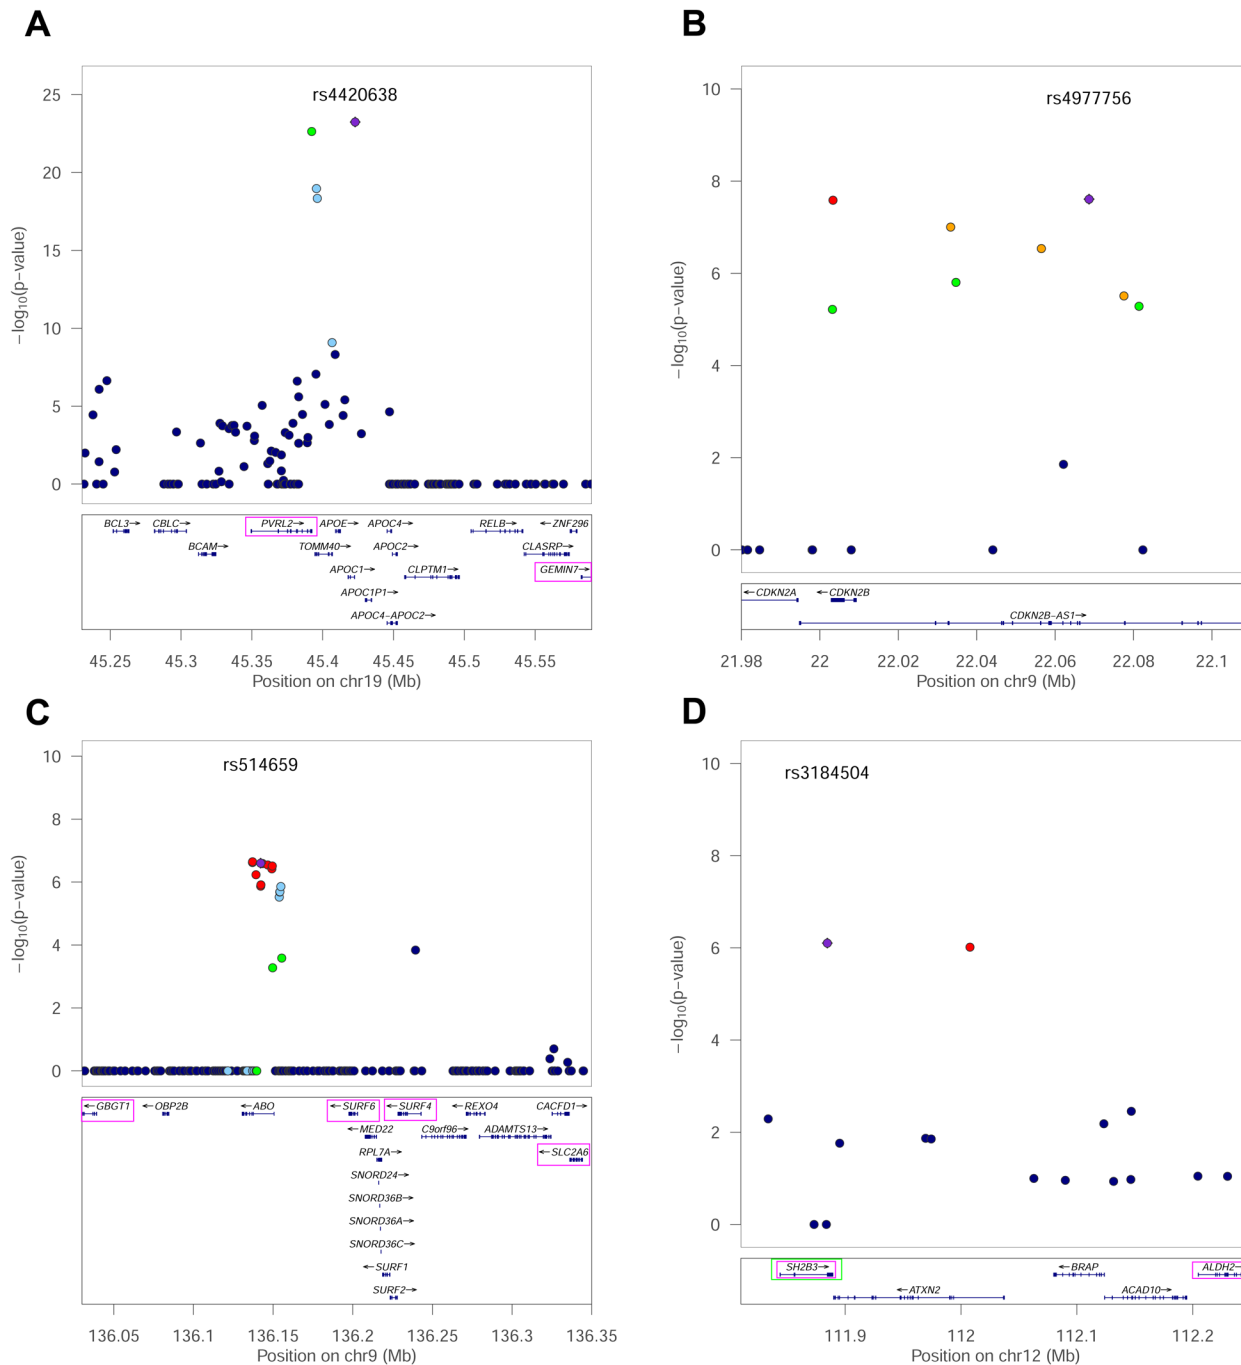 A
rs4420638
25
20
15
10
5
0
−log10(p−value)
BCL3→ CBLC→ PVRL2→ APOE→ APOC4→ RELB→ ←ZNF296
BCAM→ TOMM40→ APOC2→ CLASRP→
APOC1→ CLPTM1→ GEMIN7→
APOC1P1→
APOC4−APOC2→
45.25 45.3 45.35 45.4 45.45 45.5 45.55
Position on chr19 (Mb)
B
rs4977756
10
8
6
4
2
0
−log10(p−value)
←CDKN2A ←CDKN2B
CDKN2B−AS1→
21.98 22 22.02 22.04 22.06 22.08 22.1
Position on chr9 (Mb)
C
rs514659
10
8
6
4
2
0
−log10(p−value)
←GBGT1 ←OBP2B ←ABO ←SURF6 ←SURF4 ←REXO4 CACFD1→
←MED22 C9orf96→ ADAMTS13→
RPL7A→ ←SLC2A6
SNORD24→
SNORD36B→
SNORD36A→
SNORD36C→
←SURF1
SURF2→
136.05 136.1 136.15 136.2 136.25 136.3 136.35
Position on chr9 (Mb)
D
rs3184504
10
8
6
4
2
0
−log10(p−value)
SH2B3→ ←BRAP ALDH2→
←ATXN2 ACAD10→
111.9 112 112.1 112.2
Position on chr12 (Mb)